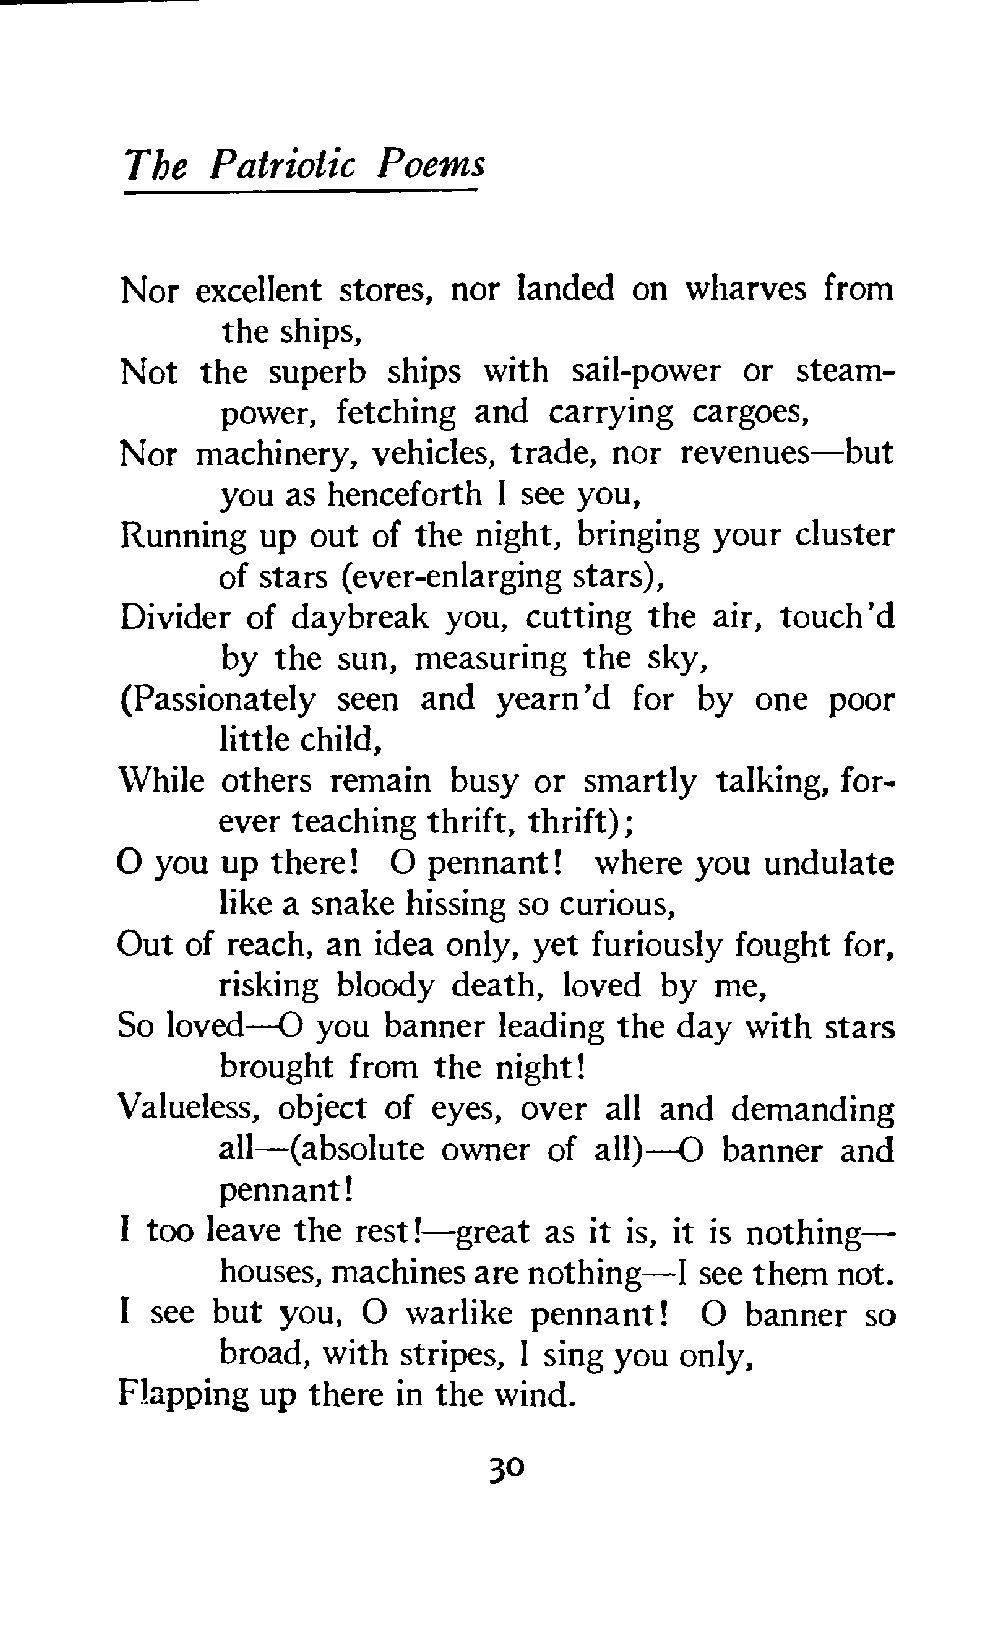 The Patriotic Poems
Nor excellent stores, nor landed on wharves from
the ships,
Not the superb ships with sail-power or steam-
power, fetching and carrying cargoes,
Nor machinery, vehicles, trade, nor revenues—but
you as henceforth I see you,
Running up out of the night, bringing your cluster
of stars (ever-enlarging stars),
Divider of daybreak you, cutting the air, touch'd
by the sun, measuring the sky,
(Passionately seen and yearn'd for by one poor
little child,
While others remain busy or smartly talking, for-
ever teaching thrift, thrift);
O you up there! O pennant! where you undulate
like a snake hissing so curious,
Out of reach, an idea only, yet furiously fought for,
risking bloody death, loved by me,
So loved—O you banner leading the day with stars
brought from the night!
Valueless, object of eyes, over all and demanding
all—(absolute owner of all)—O banner and
pennant!
I too leave the rest!—great as it is, it is nothing—
houses, machines are nothing—I see them not.
I see but you, O warlike pennant! O banner so
broad, with stripes, I sing you only,
Flapping up there in the wind.
30